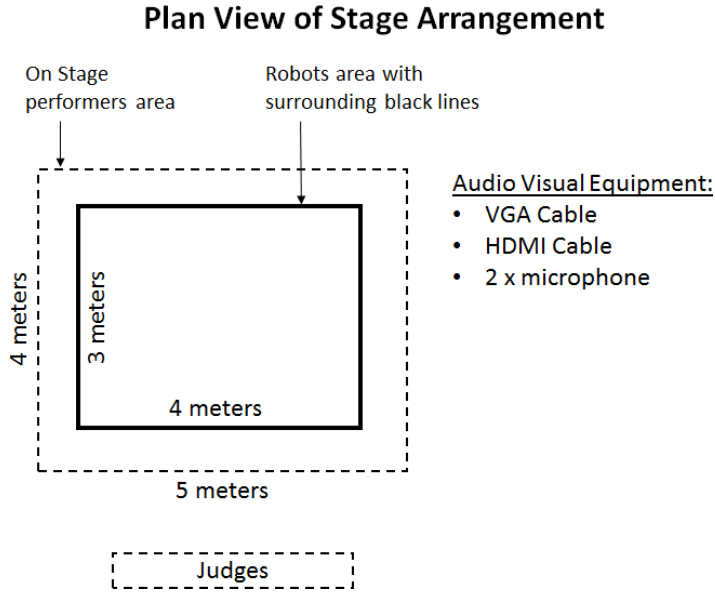 Plan View of Stage Arrangement
On Stage
performers area
Robots area with
surrounding black lines
Audio Visual Equipment:
• VGA Cable
• HDMI Cable
• 2 x microphone
4 meters
3 meters
4 meters
5 meters
Judges